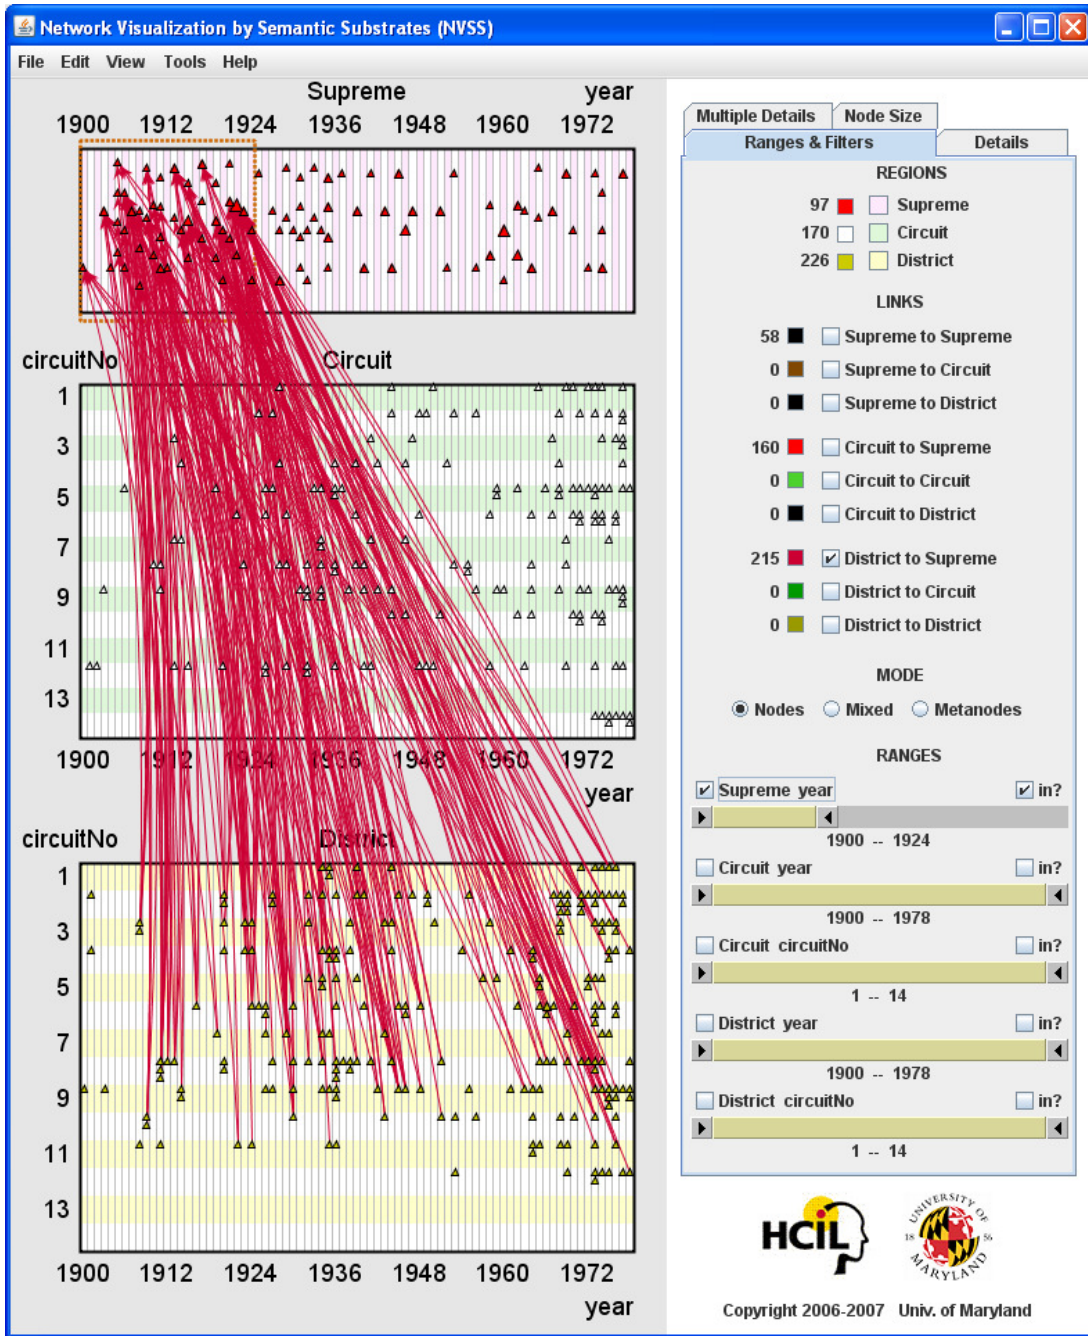 Network Visualization by Semantic Substrates (NVSS)
File Edit View Tools Help
Supreme year
1900 1912 1924 1936 1948 1960 1972
circuitNo Circuit
1
3
5
7
9
11
13
1900 1912 1924 1936 1948 1960 1972
year
circuitNo District
1
3
5
7
9
11
13
1900 1912 1924 1936 1948 1960 1972
year
Multiple Details Node Size
Ranges & Filters Details
REGIONS
97 Supreme
170 Circuit
226 District
LINKS
58 Supreme to Supreme
0 Supreme to Circuit
0 Supreme to District
160 Circuit to Supreme
0 Circuit to Circuit
0 Circuit to District
215 District to Supreme
0 District to Circuit
0 District to District
MODE
Nodes Mixed Metanodes
RANGES
Supreme year in?
1900 -- 1924
Circuit year in?
1900 -- 1978
Circuit circuitNo in?
1 -- 14
District year in?
1900 -- 1978
District circuitNo in?
1 -- 14
HCIL
UNIVERSITY OF
18 56
MARYLAND
Copyright 2006-2007 Univ. of Maryland